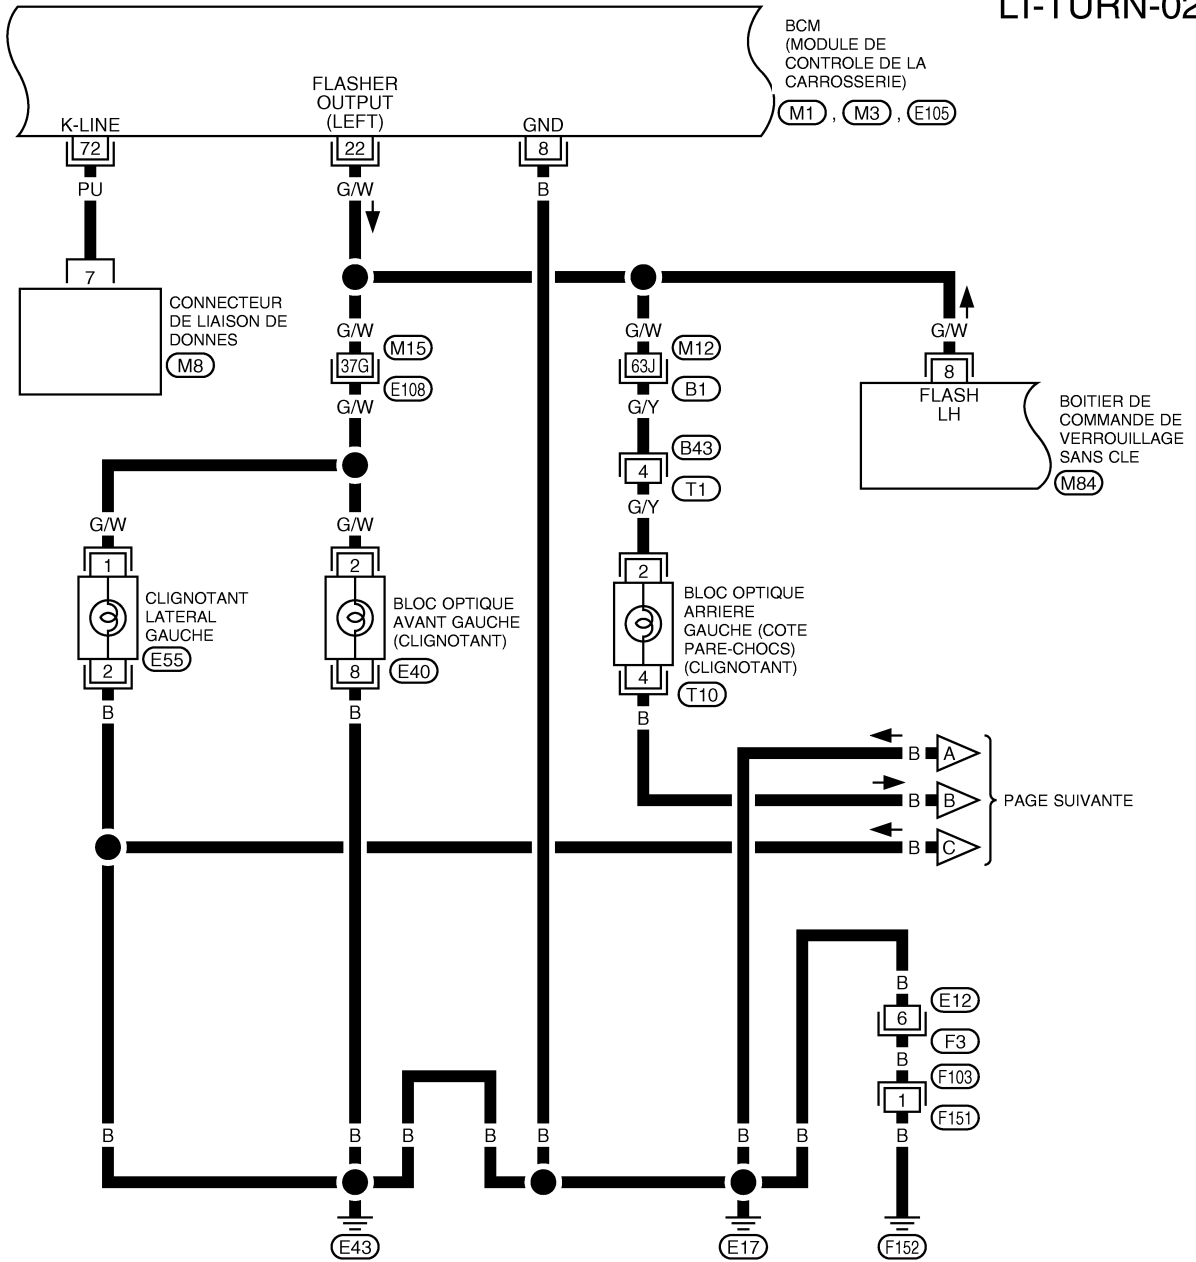 LT-TURN-02
BCM
(MODULE DE
CONTROLE DE LA
CARROSSERIE)
M1 , M3 , E105
FLASHER
OUTPUT
(LEFT)
K-LINE
GND
72
22
8
PU
G/W
B
7
CONNECTEUR
DE LIAISON DE
DONNES
M8
G/W
G/W
G/W
M15
37G
E108
M12
63J
B1
8
FLASH
LH
BOITIER DE
COMMANDE DE
VERROUILLAGE
SANS CLE
M84
G/W
G/Y
B43
4
T1
G/Y
G/W
G/W
1
2
2
CLIGNOTANT
LATERAL
GAUCHE
E55
BLOC OPTIQUE
AVANT GAUCHE
(CLIGNOTANT)
E40
BLOC OPTIQUE
ARRIERE
GAUCHE (COTE
PARE-CHOCS)
(CLIGNOTANT)
T10
2
8
4
B
B
B
B A
B B
B C
PAGE SUIVANTE
B
E12
6
F3
B
F103
1
F151
B B B B B B B B
E43
E17
F152